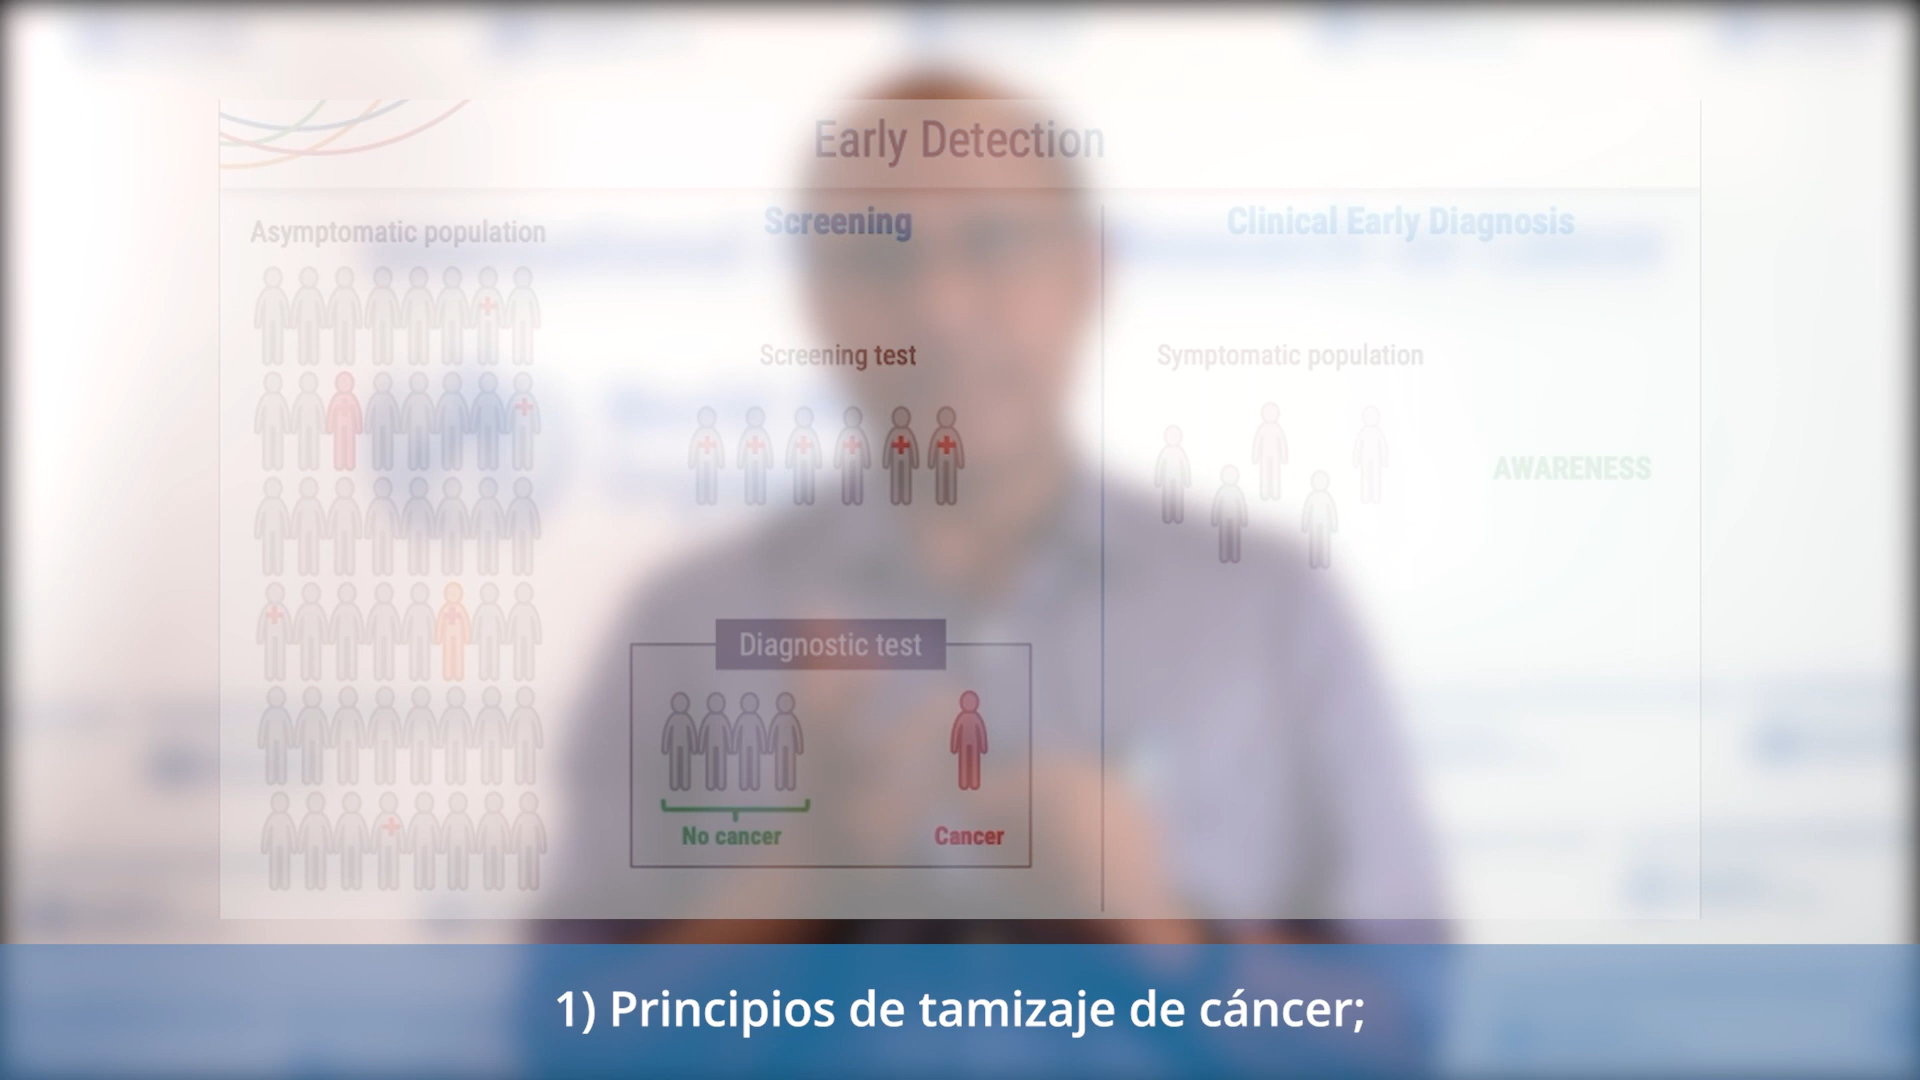 Early Detection
Asymptomatic population
Screening
Clinical Early Diagnosis
Screening test
Symptomatic population
AWARENESS
Diagnostic test
No cancer
Cancer
1) Principios de tamizaje de cáncer;